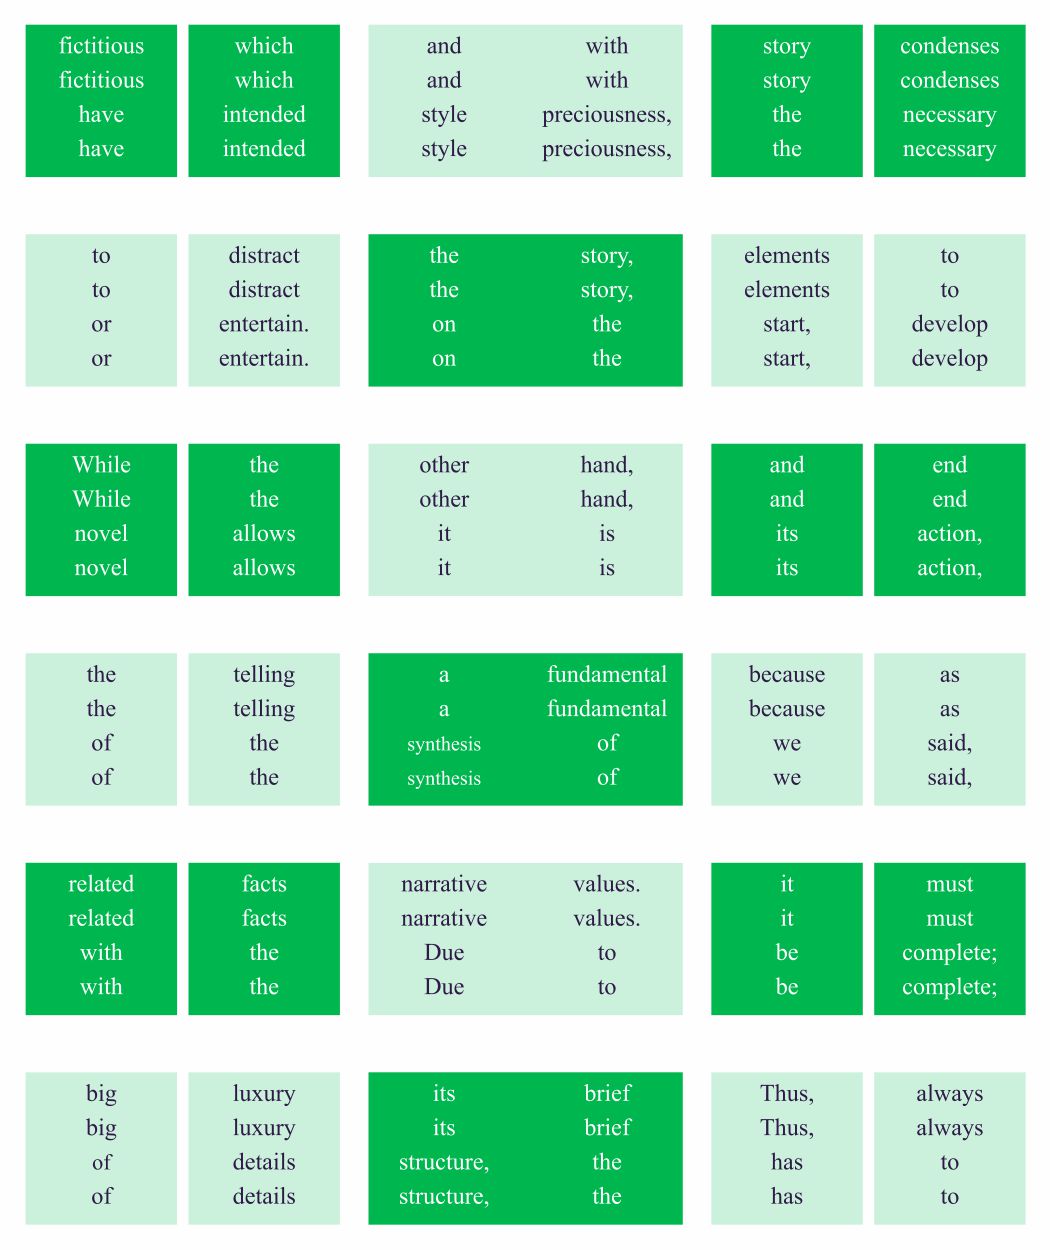 fictitious which
fictitious which
have intended
have intended
to distract
to distract
or entertain.
or entertain.
While the
While the
novel allows
novel allows
the telling
the telling
of the
of the
related facts
related facts
with the
with the
big luxury
big luxury
of details
of details
and with
and with
style preciousness,
style preciousness,
the story,
the story,
on the
on the
other hand,
other hand,
it is
it is
a fundamental
a fundamental
synthesis of
synthesis of
narrative values.
narrative values.
Due to
Due to
its brief
its brief
structure, the
structure, the
story condenses
story condenses
the necessary
the necessary
elements to
elements to
start, develop
start, develop
and end
and end
its action,
its action,
because as
because as
we said,
we said,
it must
it must
be complete;
be complete;
Thus, always
Thus, always
has to
has to